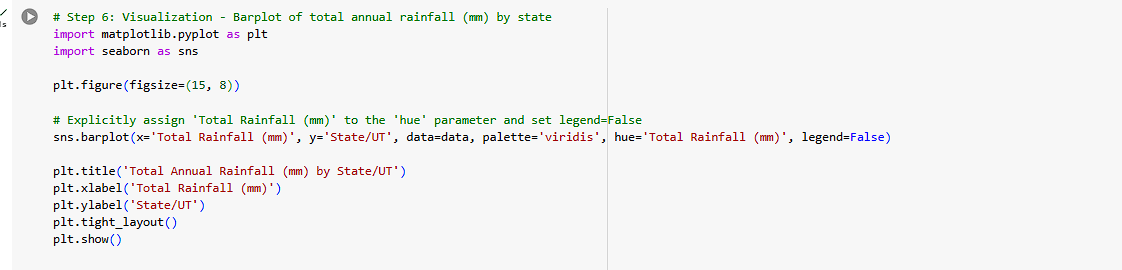 # Step 6: Visualization - Barplot of total annual rainfall (mm) by state
import matplotlib.pyplot as plt
import seaborn as sns
plt.figure(figsize=(15, 8))
# Explicitly assign 'Total Rainfall (mm)' to the 'hue' parameter and set legend=False
sns.barplot(x='Total Rainfall (mm)', y='State/UT', data=data, palette='viridis', hue='Total Rainfall (mm)', legend=False)
plt.title('Total Annual Rainfall (mm) by State/UT')
plt.xlabel('Total Rainfall (mm)')
plt.ylabel('State/UT')
plt.tight_layout()
plt.show()